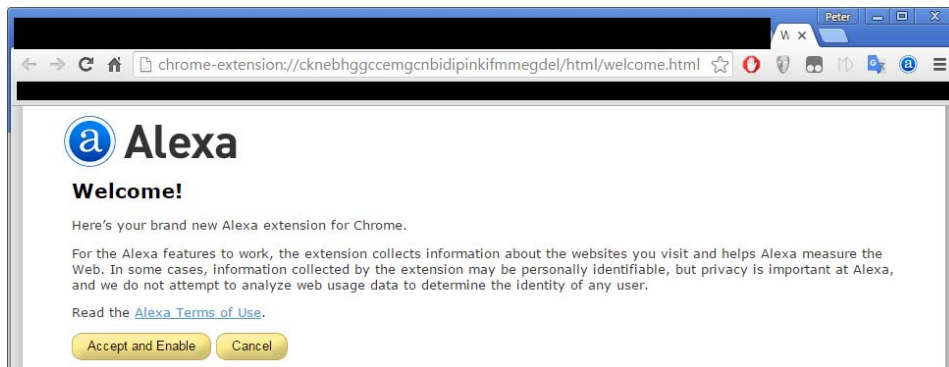 Peter
W
chrome-extension://cknebhggccemgcnbidipinkifmmegdel/html/welcome.html
a Alexa
Welcome!
Here's your brand new Alexa extension for Chrome.
For the Alexa features to work, the extension collects information about the websites you visit and helps Alexa measure the
Web. In some cases, information collected by the extension may be personally identifiable, but privacy is important at Alexa,
and we do not attempt to analyze web usage data to determine the identity of any user.
Read the Alexa Terms of Use.
Accept and Enable Cancel